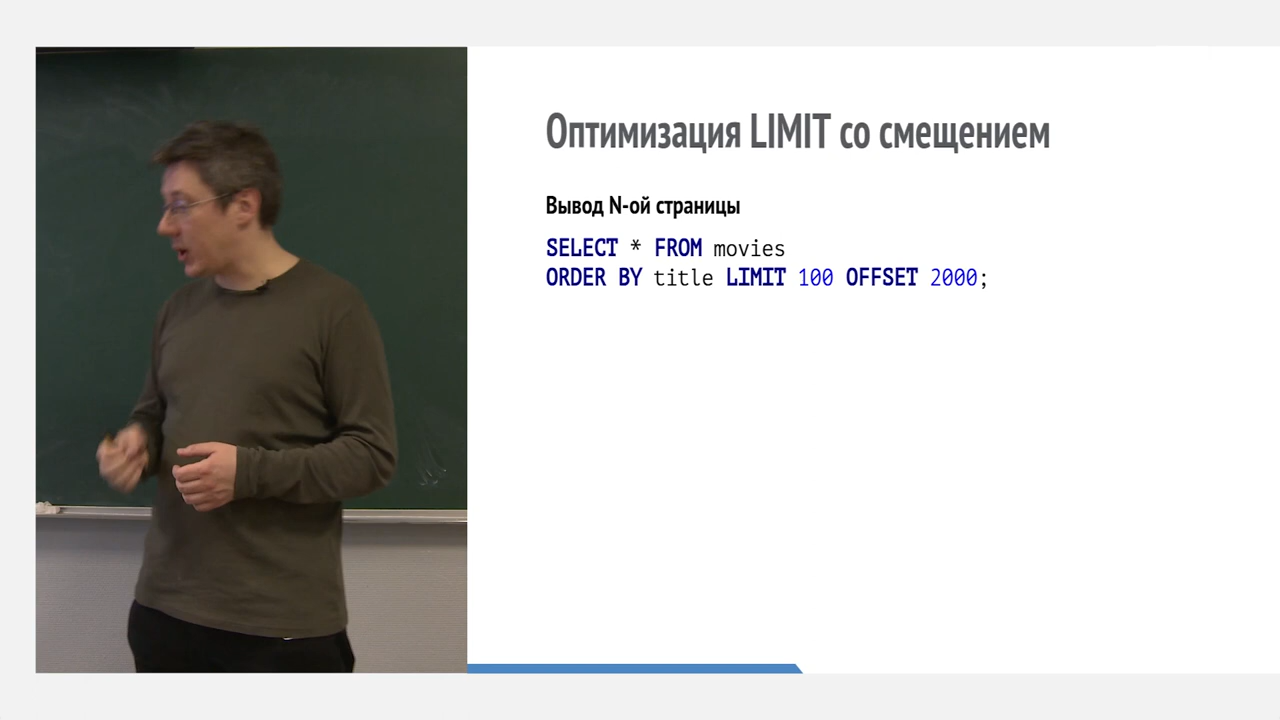 Оптимизация LIMIT со смещением
Вывод N-ой страницы
SELECT * FROM movies
ORDER BY title LIMIT 100 OFFSET 2000;